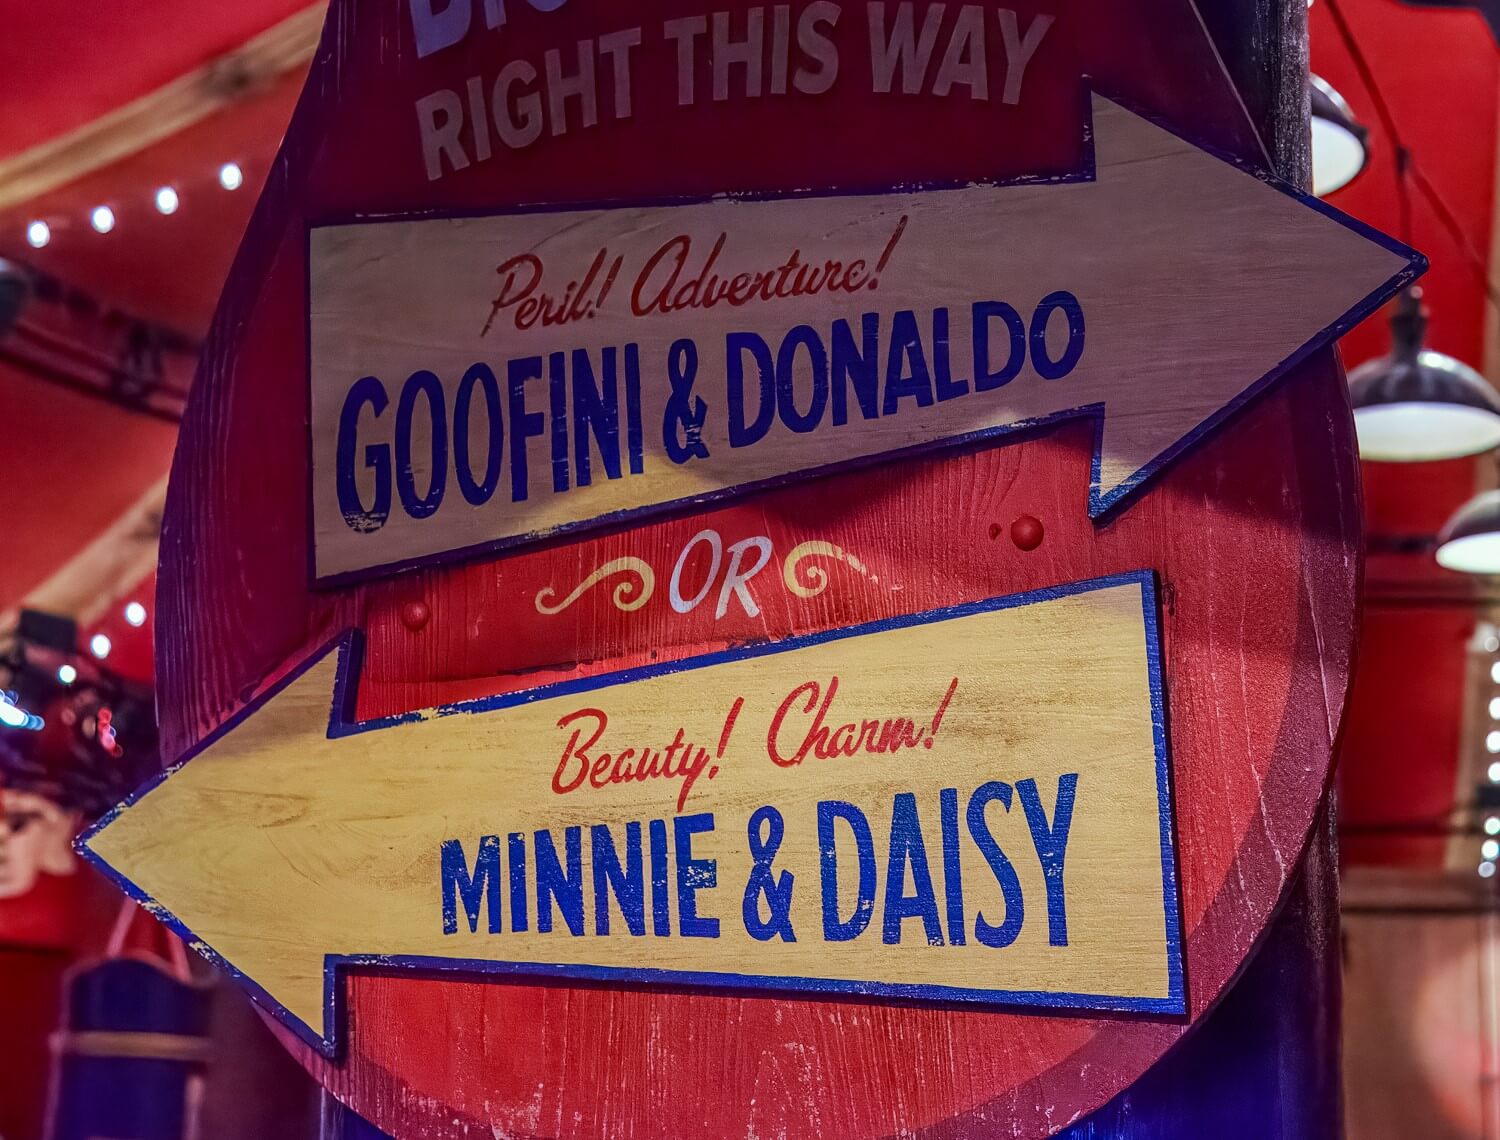 RIGHT THIS WAY
Peril! Adventure!
GOOFINI & DONALDO
OR
Beauty! Charm!
MINNIE & DAISY